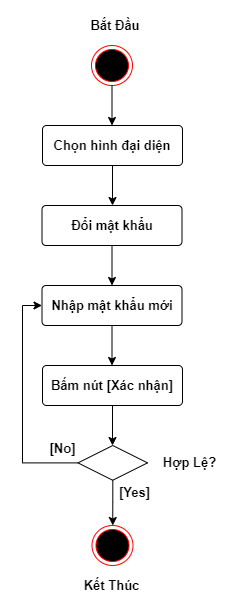 Bắt Đầu
Chọn hình đại diện
Đổi mật khẩu
Nhập mật khẩu mới
Bấm nút [Xác nhận]
[No]
Hợp Lệ?
[Yes]
Kết Thúc